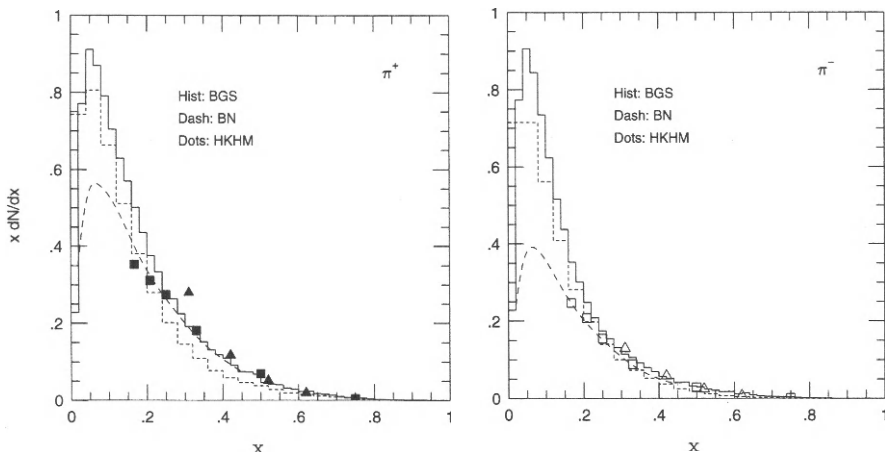 1
.8
.6
.4
.2
0
x dN/dx
π+
Hist: BGS
Dash: BN
Dots: HKHM
0
.2
.4
.6
.8
1
x
1
.8
.6
.4
.2
0
π−
Hist: BGS
Dash: BN
Dots: HKHM
0
.2
.4
.6
.8
1
x